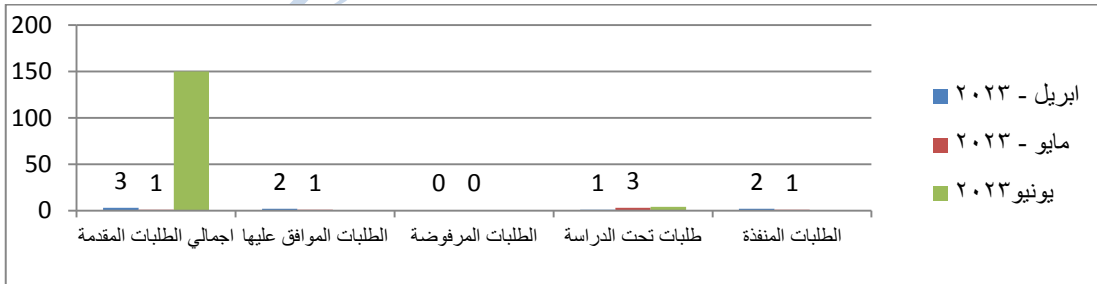 200
150
100
50
0
3 1
2 1
0 0
1 3
2 1
اجمالي الطلبات المقدمة
الطلبات الموافق عليها
الطلبات المرفوضة
طلبات تحت الدراسة
الطلبات المنفذة
ابريل - ٢٠٢٣
مايو - ٢٠٢٣
يونيو٢٠٢٣